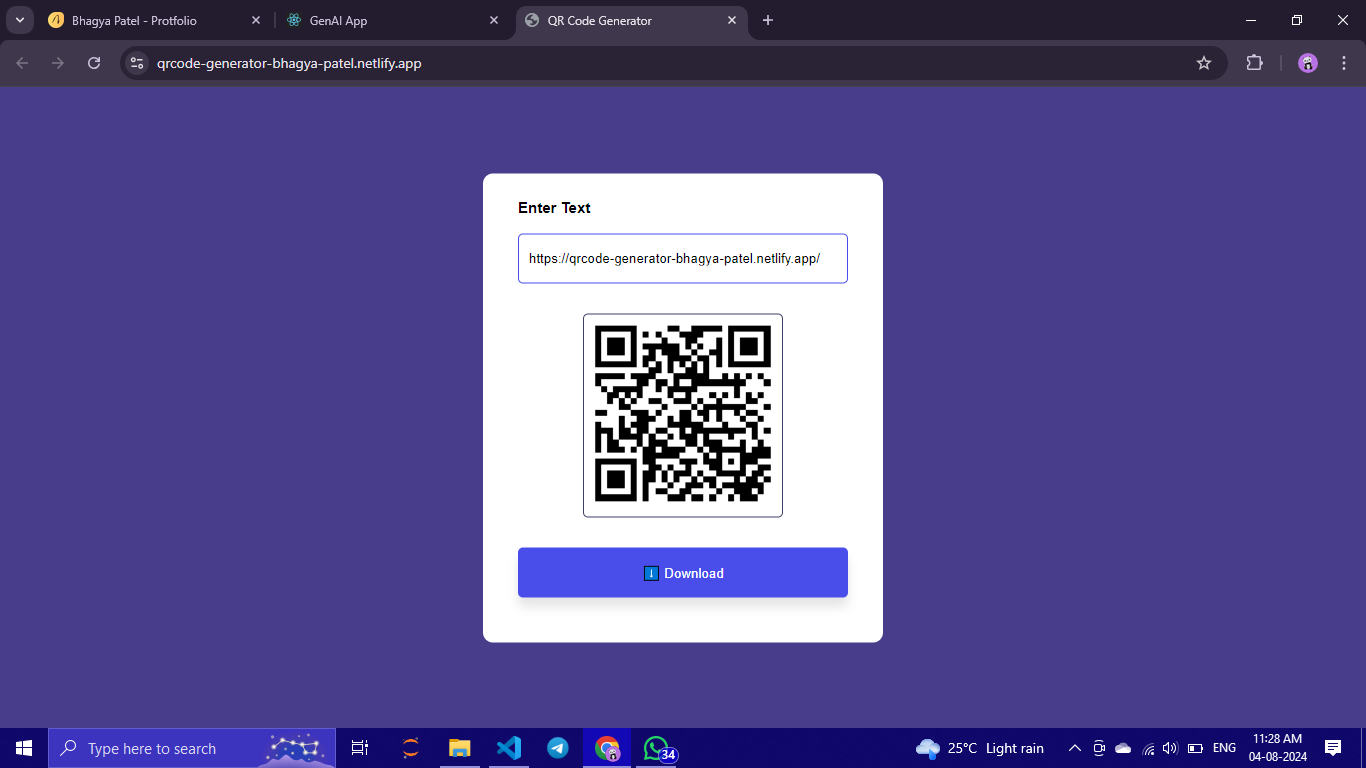 Bhagya Patel - Protfolio
GenAI App
QR Code Generator
qrcode-generator-bhagya-patel.netlify.app
Enter Text
https://qrcode-generator-bhagya-patel.netlify.app/
Download
Type here to search
34
25°C Light rain
ENG
11:28 AM
04-08-2024